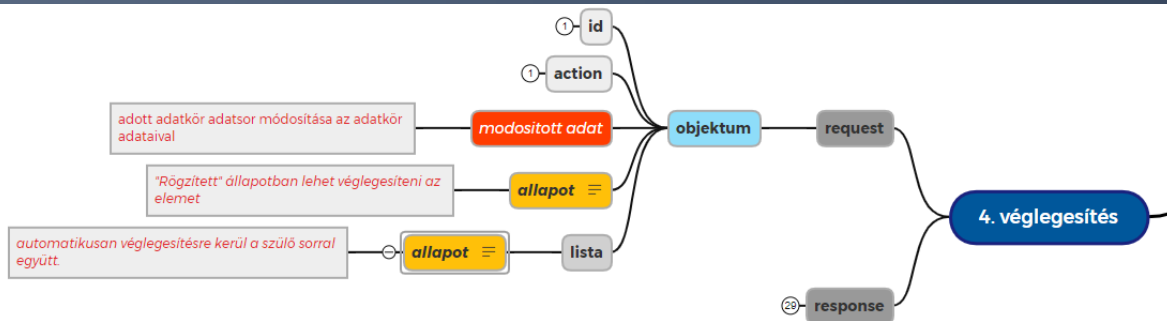 1
id
1
action
adott adatkör adatsor módosítása az adatkör
adataival
modosított adat
objektum
request
"Rögzített" állapotban lehet véglegesíteni az
elemet
allapot
4. véglegesítés
automatikusan véglegesítésre kerül a szülő sorral
együtt.
allapot
lista
29
response